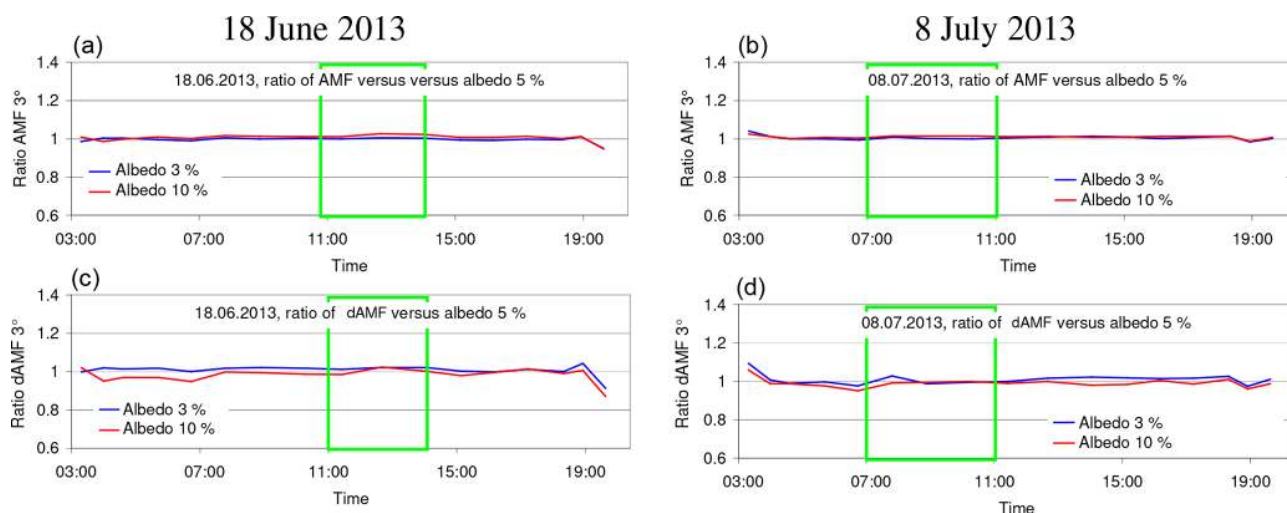 18 June 2013
8 July 2013
(a)
1.4
1.2
1
0.8
0.6
Ratio AMF 3°
18.06.2013, ratio of AMF versus versus albedo 5 %
Albedo 3 %
Albedo 10 %
03:00 07:00 11:00 15:00 19:00
Time
(b)
1.4
1.2
1
0.8
0.6
Ratio AMF 3°
08.07.2013, ratio of AMF versus albedo 5 %
Albedo 3 %
Albedo 10 %
03:00 07:00 11:00 15:00 19:00
Time
(c)
1.4
1.2
1
0.8
0.6
Ratio dAMF 3°
18.06.2013, ratio of dAMF versus albedo 5 %
Albedo 3 %
Albedo 10 %
03:00 07:00 11:00 15:00 19:00
Time
(d)
1.4
1.2
1
0.8
0.6
Ratio dAMF 3°
08.07.2013, ratio of dAMF versus albedo 5 %
Albedo 3 %
Albedo 10 %
03:00 07:00 11:00 15:00 19:00
Time